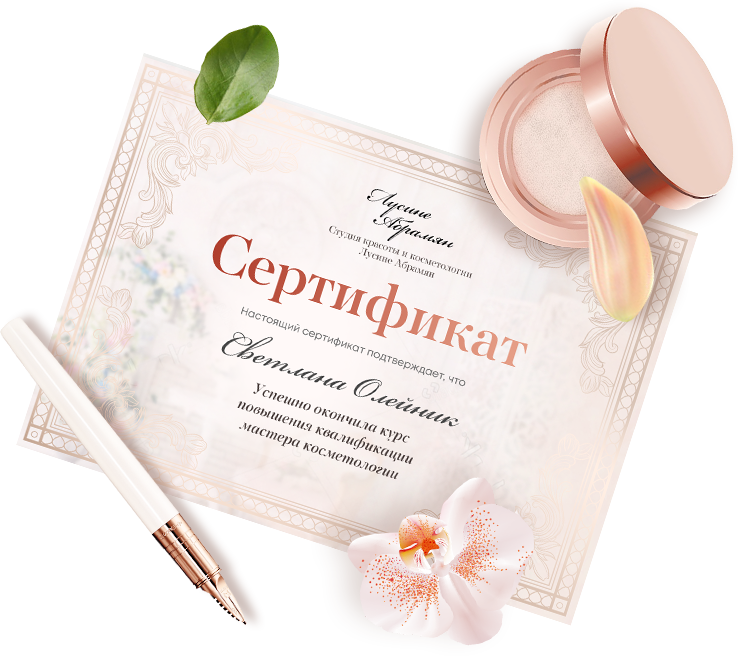 Лусине
Абрамян
Студия красоты и косметологии
Лусине Абрамян
Сертификат
Настоящий сертификат подтверждает, что
Светлана Олейник
Успешно окончила курс
повышения квалификации
мастера косметологии